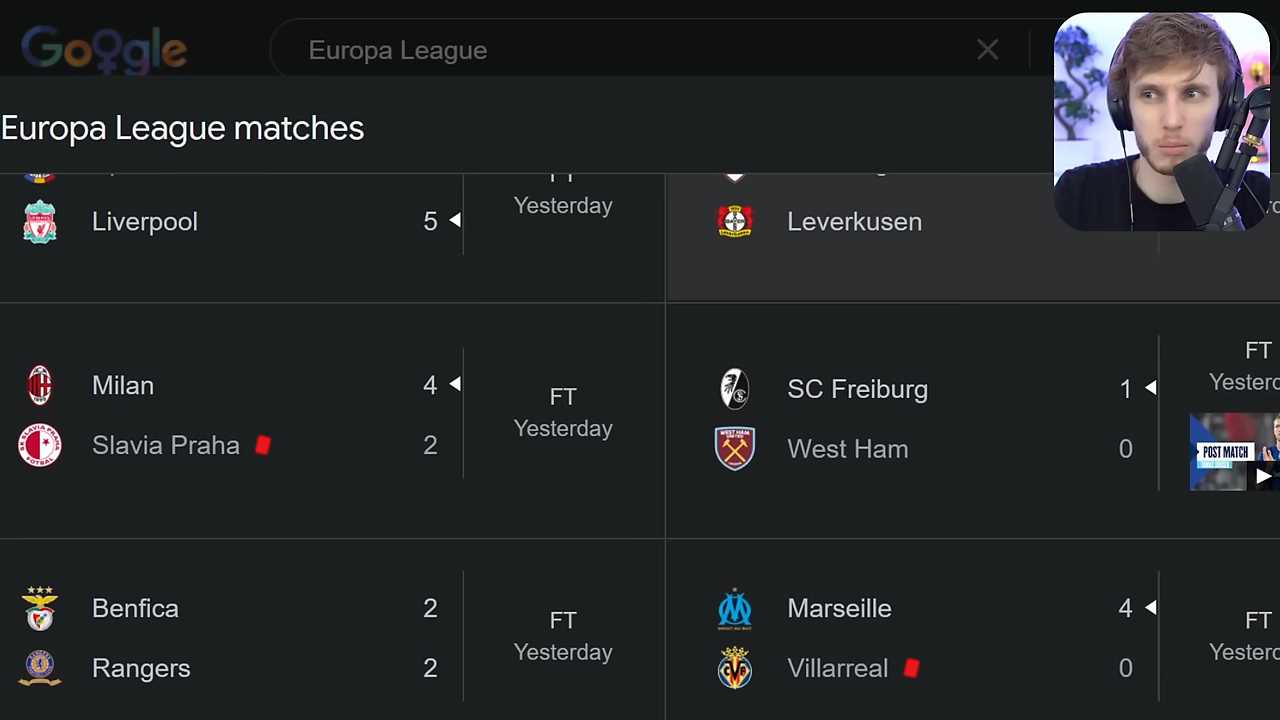 Google
Europa League
Europa League matches
Liverpool 5
Yesterday
Leverkusen
Milan 4
Slavia Praha 2
FT
Yesterday
SC Freiburg 1
West Ham 0
FT
POST MATCH
Benfica 2
Rangers 2
FT
Yesterday
Marseille 4
Villarreal 0
FT